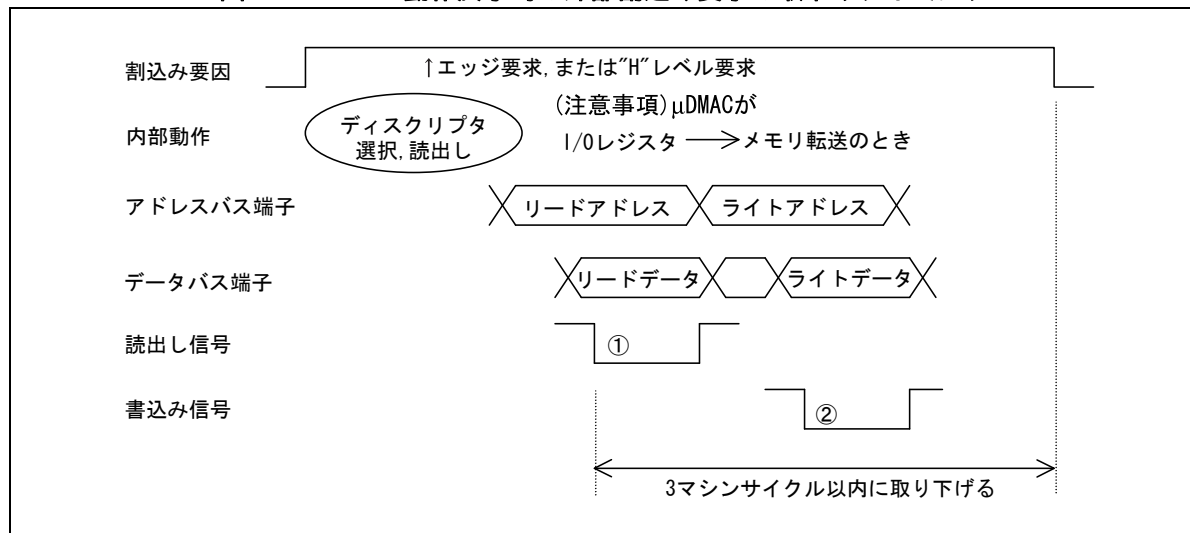 割込み要因
↑エッジ要求,または"H"レベル要求
(注意事項)μDMACが
内部動作
ディスクリプタ
選択,読出し
I/Oレジスタ ―→メモリ転送のとき
アドレスバス端子
リードアドレス
ライトアドレス
データバス端子
リードデータ
ライトデータ
読出し信号
①
書込み信号
②
3マシンサイクル以内に取り下げる